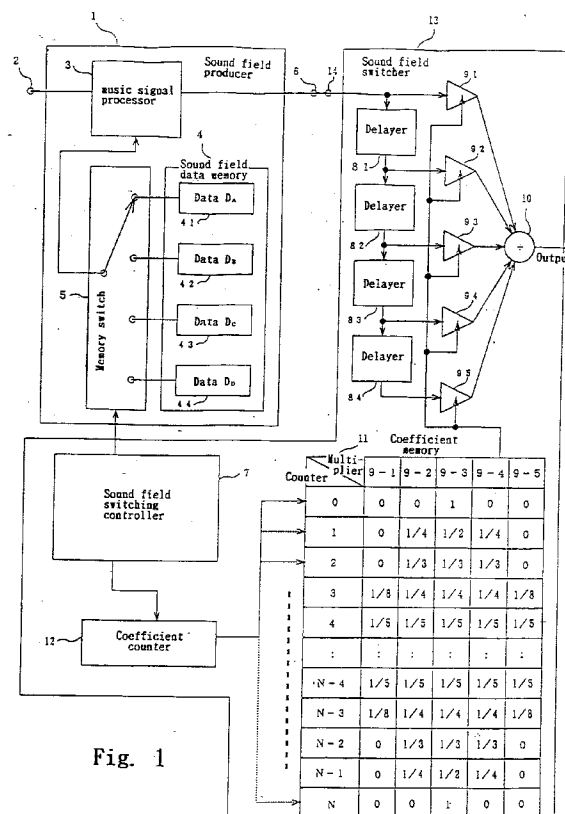 1
13
Sound field producer
Sound field switcher
2
3
music signal processor
6
14
9 1
Delayer
8 1
4
Sound field data memory
9 2
Data DA
4 1
Delayer
8 2
9 3
10
Output
5
Memory switch
Data DB
4 2
Delayer
8 3
9 4
Data DC
4 3
Delayer
8 4
9 5
Data DD
4 4
7
Sound field switching controller
11
Coefficient memory
Counter Multiplier 9-1 9-2 9-3 9-4 9-5
0 0 0 1 0 0
1 0 1/4 1/2 1/4 0
2 0 1/3 1/3 1/3 0
3 1/8 1/4 1/4 1/4 1/8
4 1/5 1/5 1/5 1/5 1/5
: : : : : :
N-4 1/5 1/5 1/5 1/5 1/5
N-3 1/8 1/4 1/4 1/4 1/8
N-2 0 1/3 1/3 1/3 0
N-1 0 1/4 1/2 1/4 0
N 0 0 1 0 0
12
Coefficient counter
Fig. 1